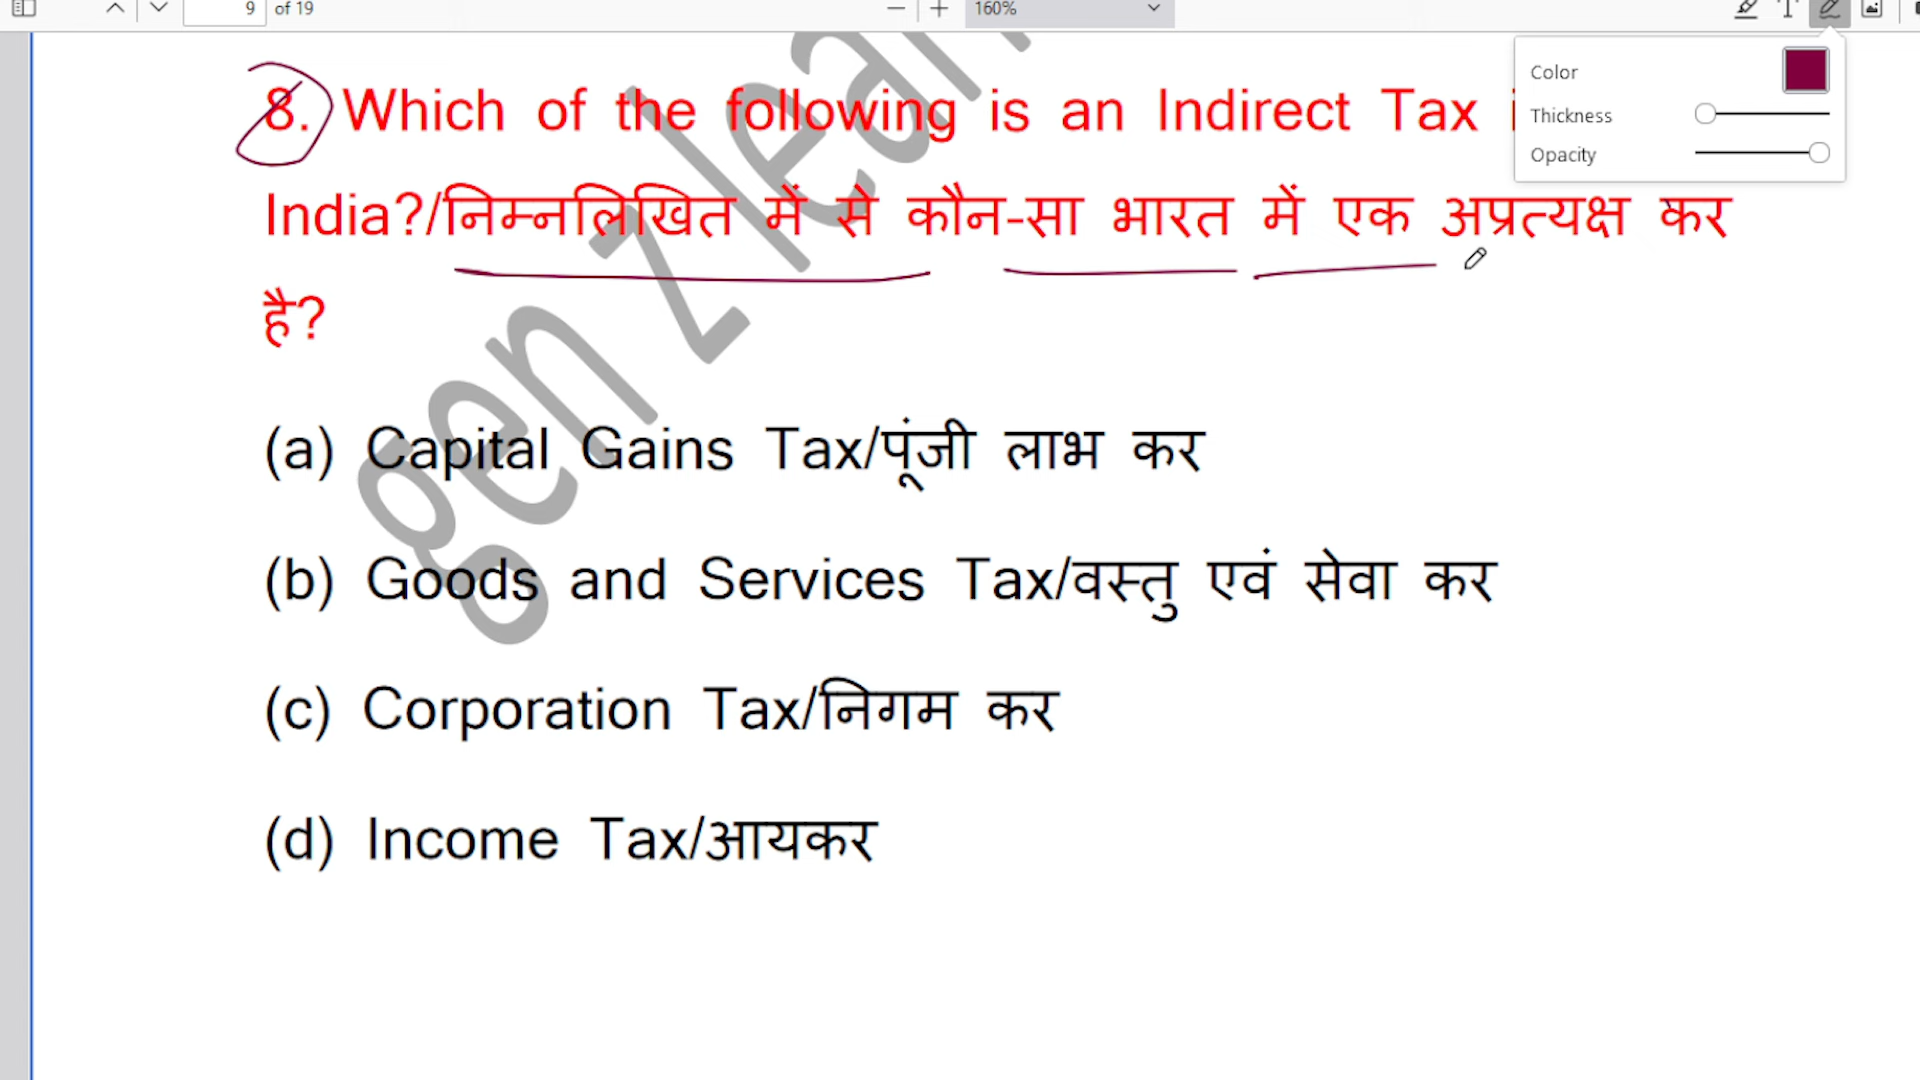 9 of 19
160%
Color
Thickness
Opacity
8. Which of the following is an Indirect Tax
India?/निम्नलिखित में से कौन-सा भारत में एक अप्रत्यक्ष कर
है?
(a) Capital Gains Tax/पूंजी लाभ कर
(b) Goods and Services Tax/वस्तु एवं सेवा कर
(c) Corporation Tax/निगम कर
(d) Income Tax/आयकर
gen z